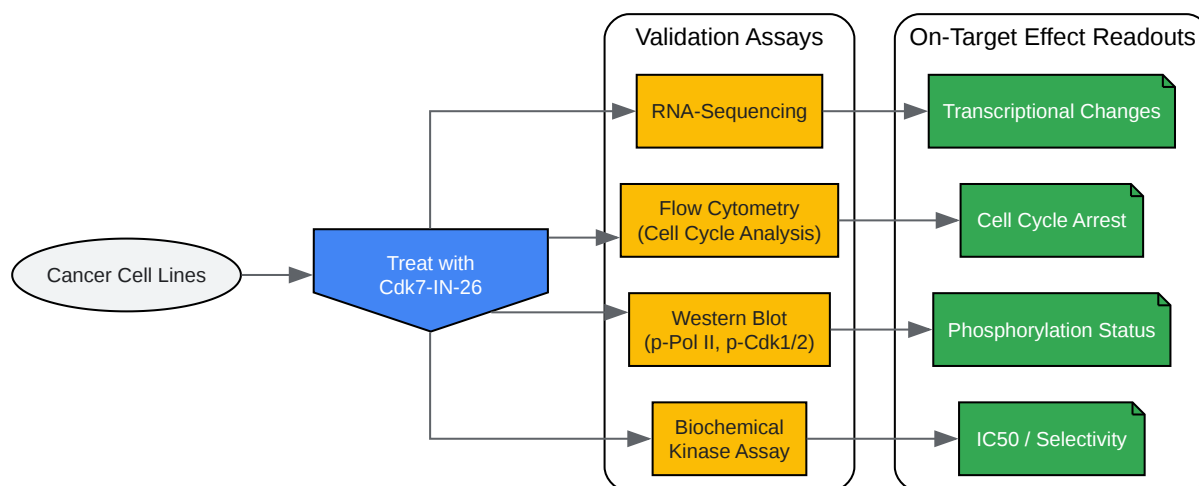 Validation Assays
On-Target Effect Readouts
RNA-Sequencing
Transcriptional Changes
Flow Cytometry
(Cell Cycle Analysis)
Cell Cycle Arrest
Cancer Cell Lines
Treat with
Cdk7-IN-26
Western Blot
(p-Pol II, p-Cdk1/2)
Phosphorylation Status
Biochemical
Kinase Assay
IC50 / Selectivity